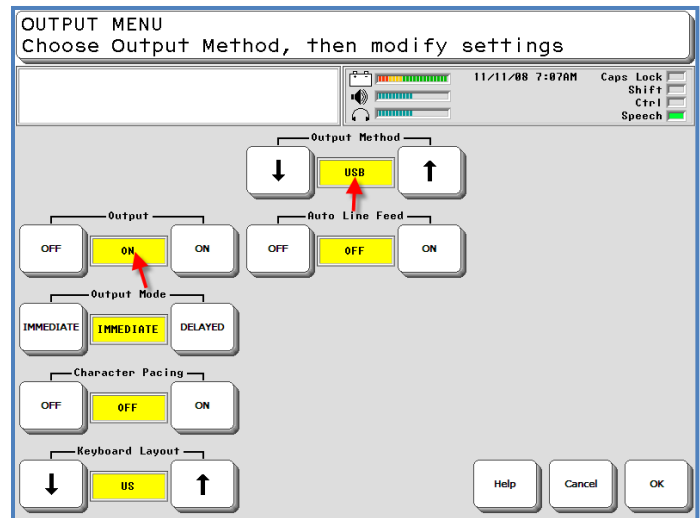 OUTPUT MENU
Choose Output Method, then modify settings
11/11/08 7:07AM Caps Lock
Shift
Ctrl
Speech
Output Method
USB
Output Auto Line Feed
OFF ON ON OFF OFF ON
Output Mode
IMMEDIATE IMMEDIATE DELAYED
Character Pacing
OFF OFF ON
Keyboard Layout
US
Help Cancel OK